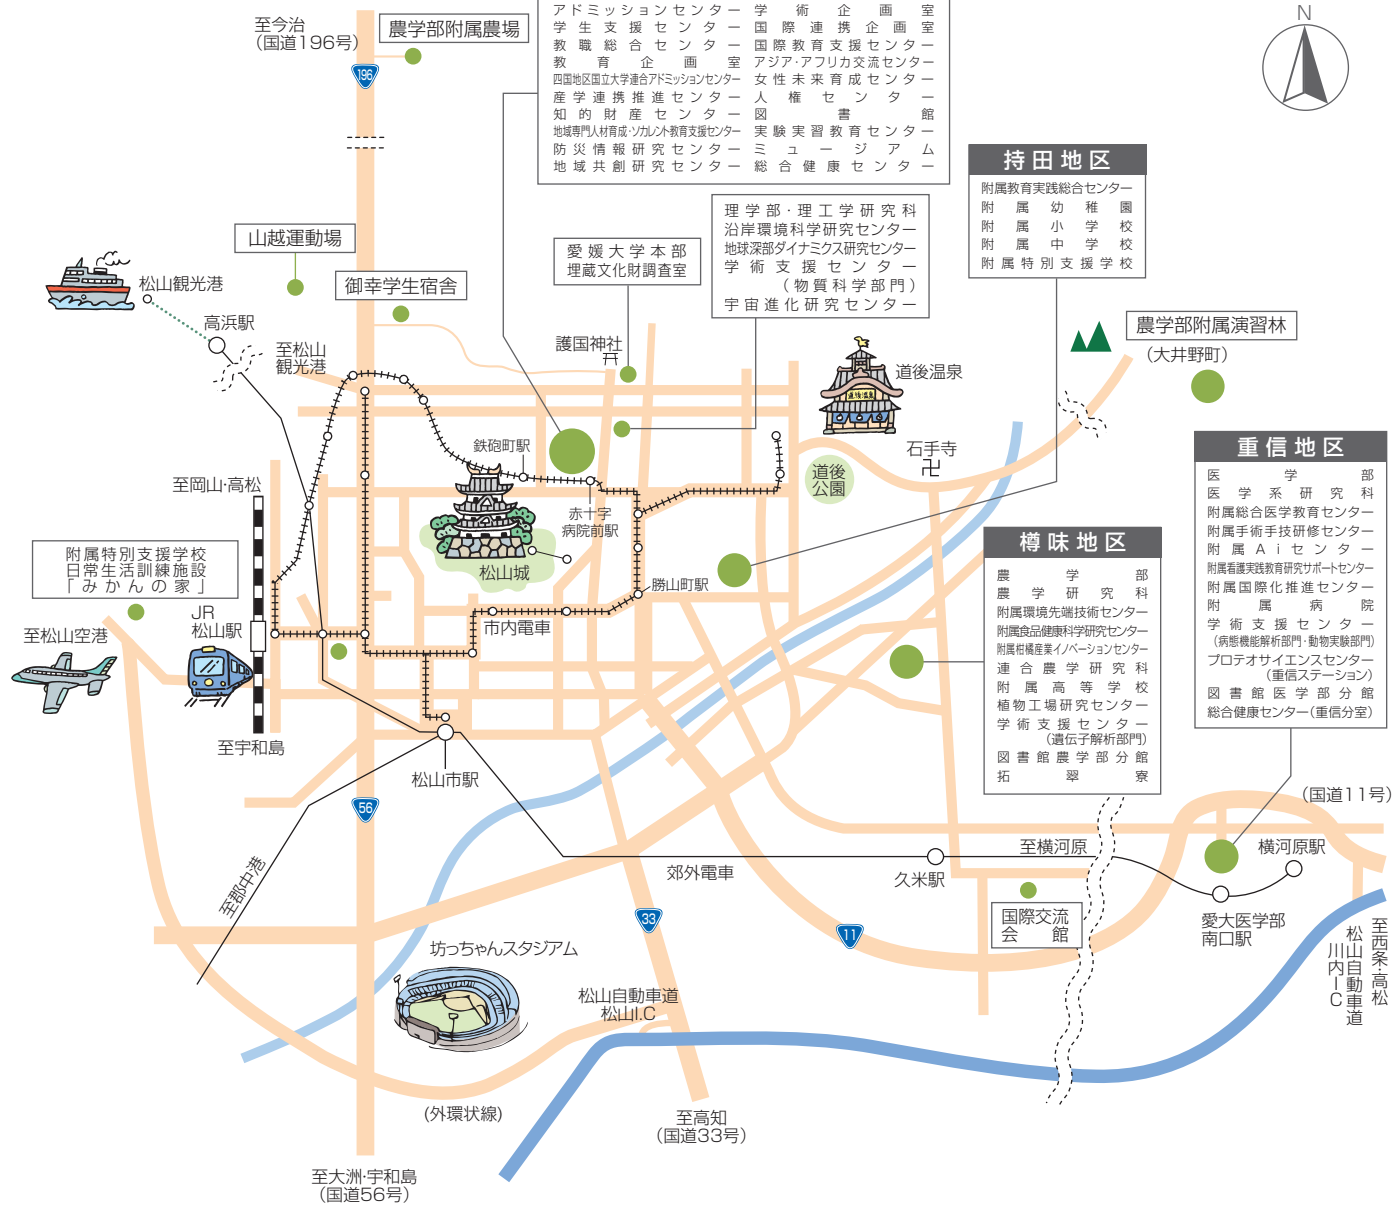 N
至今治
(国道196号)
農学部附属農場
196
アドミッションセンター
学生支援センター
教職総合センター
教育企画室
四国地区国立大学連合アドミッションセンター
産学連携推進センター
知的財産センター
地域専門人材育成・リカレント教育支援センター
防災情報研究センター
地域共創研究センター
学術企画室
国際連携企画室
国際教育支援センター
アジア・アフリカ交流センター
女性未来育成センター
人権センター
図書館
実験実習教育センター
ミュージアム
総合健康センター
持田地区
附属教育実践総合センター
附属幼稚園
附属小学校
附属中学校
附属特別支援学校
理学部・理工学研究科
沿岸環境科学研究センター
地球深部ダイナミクス研究センター
学術支援センター
(物質科学部門)
宇宙進化研究センター
愛媛大学本部
埋蔵文化財調査室
山越運動場
御幸学生宿舎
松山観光港
高浜駅
至松山
観光港
護国神社
道後温泉
道後温泉
農学部附属演習林
(大井野町)
石手寺
道後
公園
鉄砲町駅
赤十字
病院前駅
松山城
勝山町駅
市内電車
至岡山・高松
附属特別支援学校
日常生活訓練施設
「みかんの家」
JR
松山駅
至松山空港
至宇和島
松山市駅
重信地区
医学部
医学系研究科
附属総合医学教育センター
附属手術手技研修センター
附属Aiセンター
附属看護実践教育研究サポートセンター
附属国際化推進センター
附属病院
学術支援センター
(病態機能解析部門・動物実験部門)
プロテオサイエンスセンター
(重信ステーション)
図書館医学部分館
総合健康センター(重信分室)
樽味地区
農学部
農学研究科
附属環境先端技術センター
附属食品健康科学研究センター
附属柑橘産業イノベーションセンター
連合農学研究科
附属高等学校
植物工場研究センター
学術支援センター
(遺伝子解析部門)
図書館農学部分館
拓翠寮
(国道11号)
56
至郡中港
郊外電車
久米駅
至横河原
横河原駅
愛大医学部
南口駅
国際交流
会館
33
11
坊っちゃんスタジアム
松山自動車道
松山I.C
至西条・高松
松山自動車道
川内IC
(外環状線)
至高知
(国道33号)
至大洲・宇和島
(国道56号)